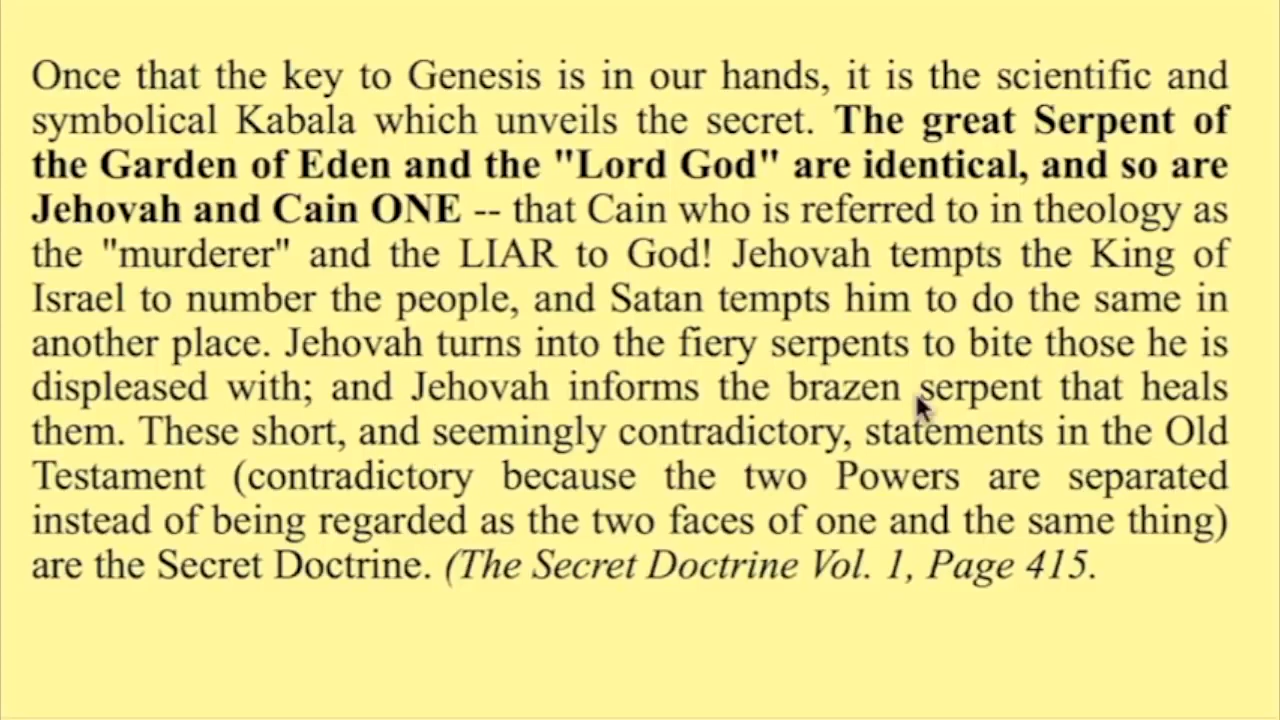 Once that the key to Genesis is in our hands, it is the scientific and
symbolical Kabala which unveils the secret. The great Serpent of
the Garden of Eden and the "Lord God" are identical, and so are
Jehovah and Cain ONE -- that Cain who is referred to in theology as
the "murderer" and the LIAR to God! Jehovah tempts the King of
Israel to number the people, and Satan tempts him to do the same in
another place. Jehovah turns into the fiery serpents to bite those he is
displeased with; and Jehovah informs the brazen serpent that heals
them. These short, and seemingly contradictory, statements in the Old
Testament (contradictory because the two Powers are separated
instead of being regarded as the two faces of one and the same thing)
are the Secret Doctrine. (The Secret Doctrine Vol. 1, Page 415.